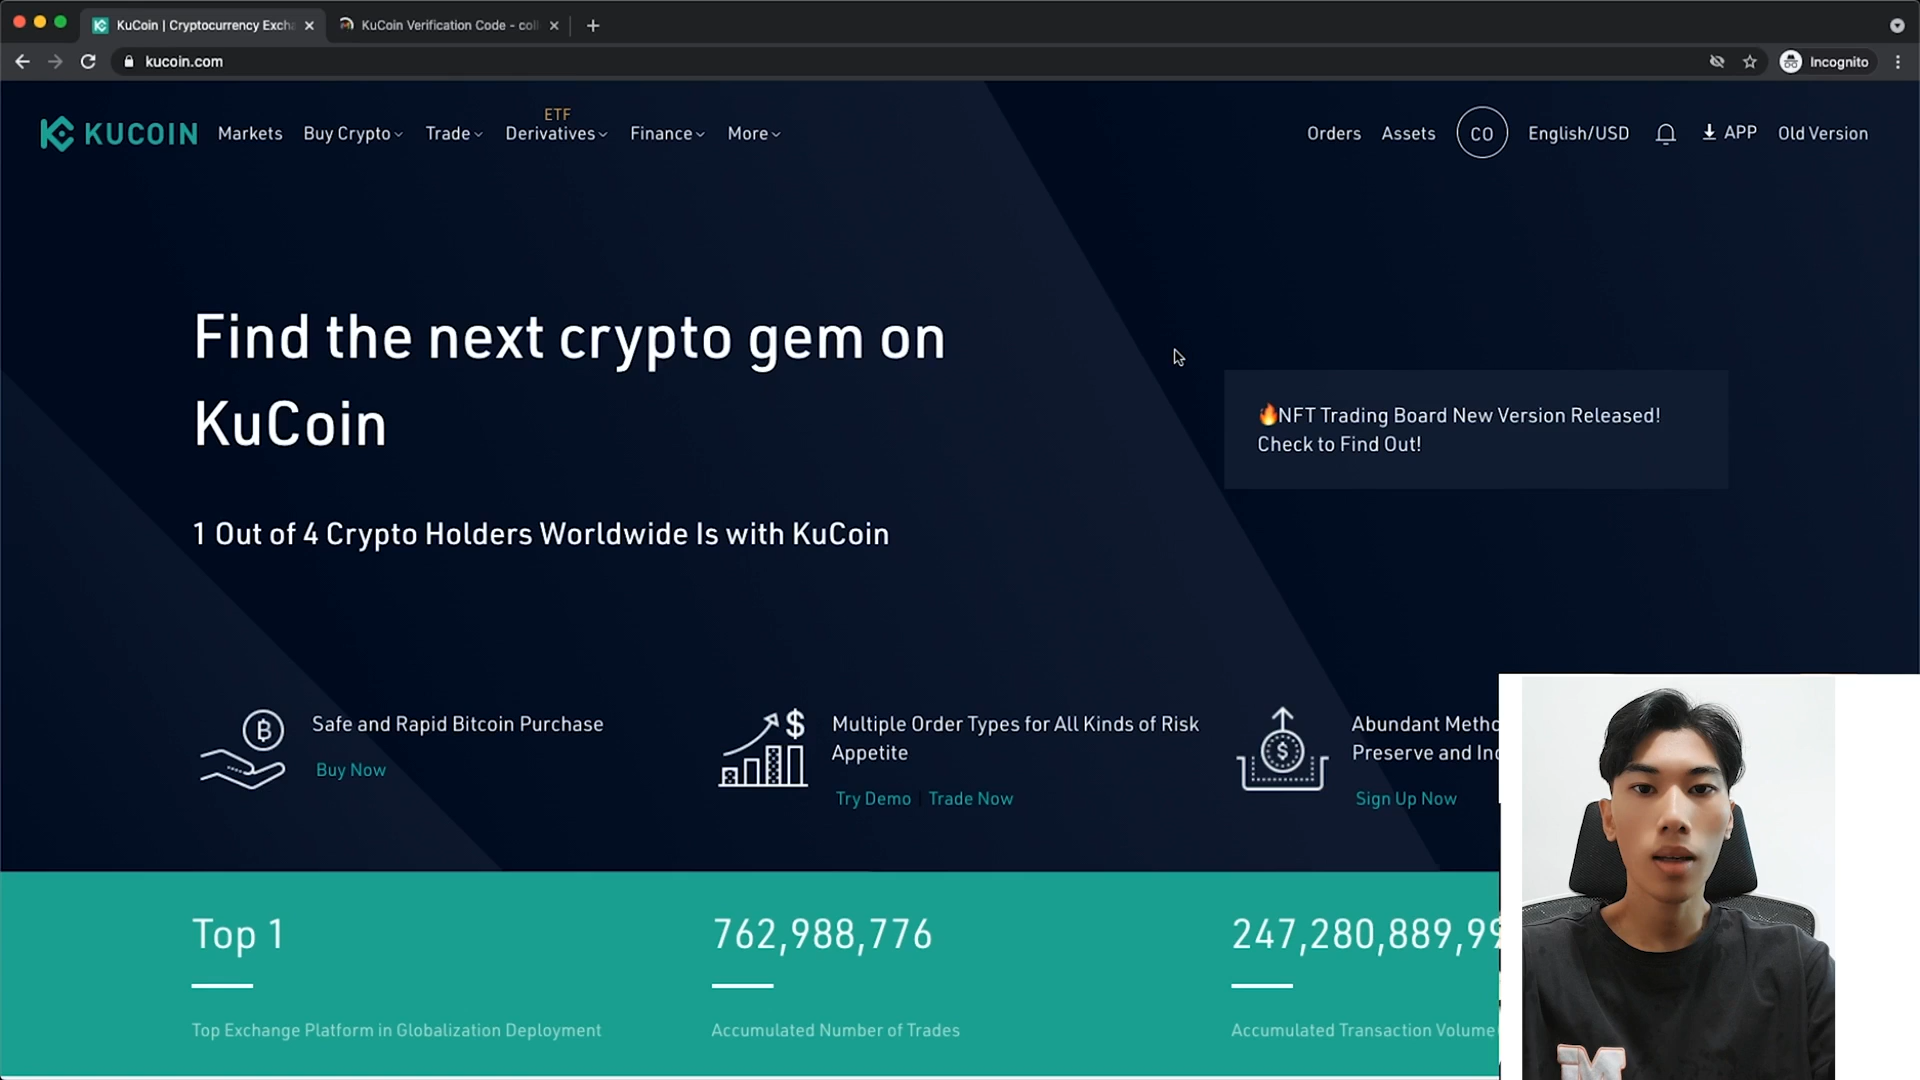 KuCoin | Cryptocurrency Exch
KuCoin Verification Code - col
kucoin.com
Incognito
KUCOIN
Markets
Buy Crypto
Trade
ETF
Derivatives
Finance
More
Orders
Assets
CO
English/USD
APP
Old Version
Find the next crypto gem on
KuCoin
1 Out of 4 Crypto Holders Worldwide Is with KuCoin
🔥NFT Trading Board New Version Released!
Check to Find Out!
Safe and Rapid Bitcoin Purchase
Buy Now
Multiple Order Types for All Kinds of Risk
Appetite
Try Demo
Trade Now
Abundant Metho
Preserve and Inc
Sign Up Now
Top 1
762,988,776
247,280,889,99
Top Exchange Platform in Globalization Deployment
Accumulated Number of Trades
Accumulated Transaction Volume